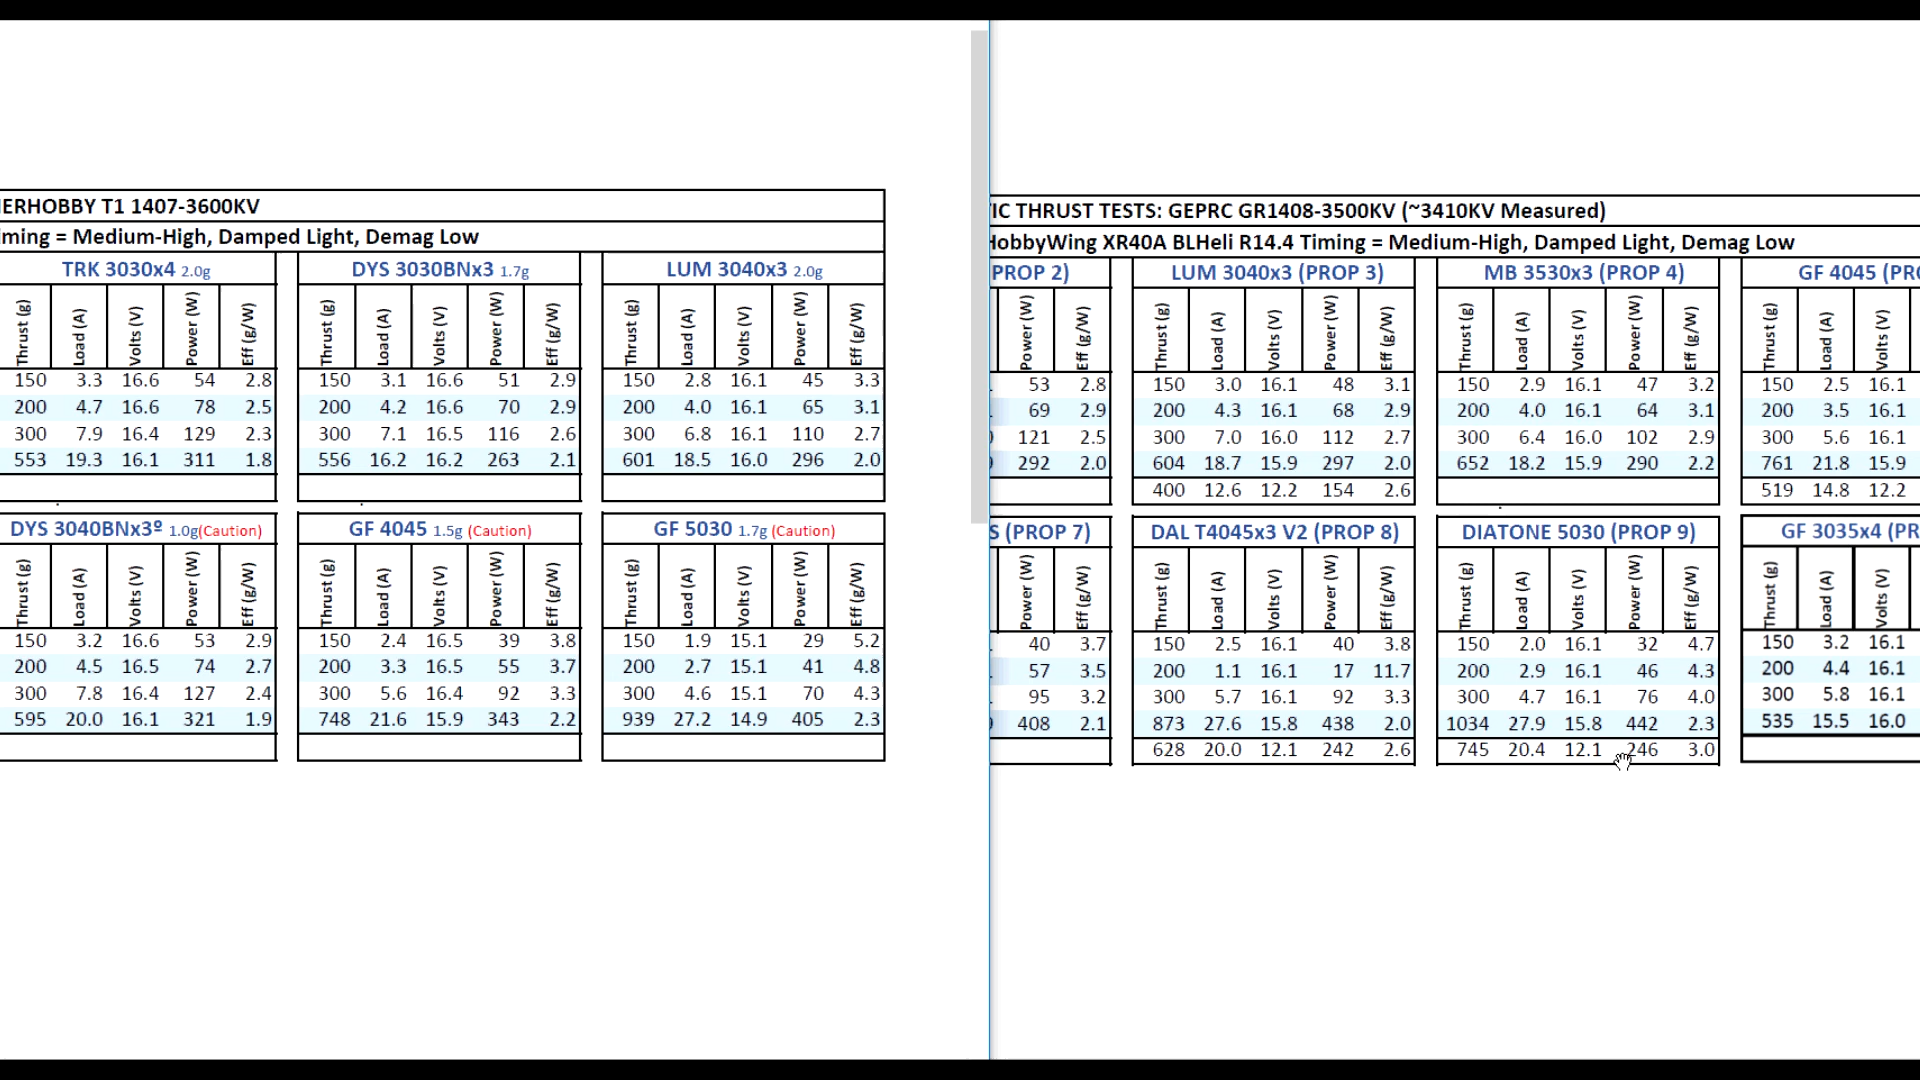 ERHOBBY T1 1407-3600KV
iming = Medium-High, Damped Light, Demag Low
TRK 3030x4 2.0g DYS 3030BNx3 1.7g LUM 3040x3 2.0g
Thrust (g) Load (A) Volts (V) Power (W) Eff (g/W) Thrust (g) Load (A) Volts (V) Power (W) Eff (g/W) Thrust (g) Load (A) Volts (V) Power (W) Eff (g/W)
150 3.3 16.6 54 2.8 150 3.1 16.6 51 2.9 150 2.8 16.1 45 3.3
200 4.7 16.6 78 2.5 200 4.2 16.6 70 2.9 200 4.0 16.1 65 3.1
300 7.9 16.4 129 2.3 300 7.1 16.5 116 2.6 300 6.8 16.1 110 2.7
553 19.3 16.1 311 1.8 556 16.2 16.2 263 2.1 601 18.5 16.0 296 2.0
DYS 3040BNx3º 1.0g(Caution) GF 4045 1.5g (Caution) GF 5030 1.7g (Caution)
Thrust (g) Load (A) Volts (V) Power (W) Eff (g/W) Thrust (g) Load (A) Volts (V) Power (W) Eff (g/W) Thrust (g) Load (A) Volts (V) Power (W) Eff (g/W)
150 3.2 16.6 53 2.9 150 2.4 16.5 39 3.8 150 1.9 15.1 29 5.2
200 4.5 16.5 74 2.7 200 3.3 16.5 55 3.7 200 2.7 15.1 41 4.8
300 7.8 16.4 127 2.4 300 5.6 16.4 92 3.3 300 4.6 15.1 70 4.3
595 20.0 16.1 321 1.9 748 21.6 15.9 343 2.2 939 27.2 14.9 405 2.3
IC THRUST TESTS: GEPRC GR1408-3500KV (~3410KV Measured)
HobbyWing XR40A BLHeli R14.4 Timing = Medium-High, Damped Light, Demag Low
PROP 2) LUM 3040x3 (PROP 3) MB 3530x3 (PROP 4) GF 4045 (PRO
Power (W) Eff (g/W) Thrust (g) Load (A) Volts (V) Power (W) Eff (g/W) Thrust (g) Load (A) Volts (V) Power (W) Eff (g/W) Thrust (g) Load (A) Volts (V)
53 2.8 150 3.0 16.1 48 3.1 150 2.9 16.1 47 3.2 150 2.5 16.1
69 2.9 200 4.3 16.1 68 2.9 200 4.0 16.1 64 3.1 200 3.5 16.1
121 2.5 300 7.0 16.0 112 2.7 300 6.4 16.0 102 2.9 300 5.6 16.1
292 2.0 604 18.7 15.9 297 2.0 652 18.2 15.9 290 2.2 761 21.8 15.9
400 12.6 12.2 154 2.6 519 14.8 12.2
S (PROP 7) DAL T4045x3 V2 (PROP 8) DIATONE 5030 (PROP 9) GF 3035x4 (PR
Power (W) Eff (g/W) Thrust (g) Load (A) Volts (V) Power (W) Eff (g/W) Thrust (g) Load (A) Volts (V) Power (W) Eff (g/W) Thrust (g) Load (A) Volts (V)
40 3.7 150 2.5 16.1 40 3.8 150 2.0 16.1 32 4.7 150 3.2 16.1
57 3.5 200 1.1 16.1 17 11.7 200 2.9 16.1 46 4.3 200 4.4 16.1
95 3.2 300 5.7 16.1 92 3.3 300 4.7 16.1 76 4.0 300 5.8 16.1
408 2.1 873 27.6 15.8 438 2.0 1034 27.9 15.8 442 2.3 535 15.5 16.0
628 20.0 12.1 242 2.6 745 20.4 12.1 246 3.0